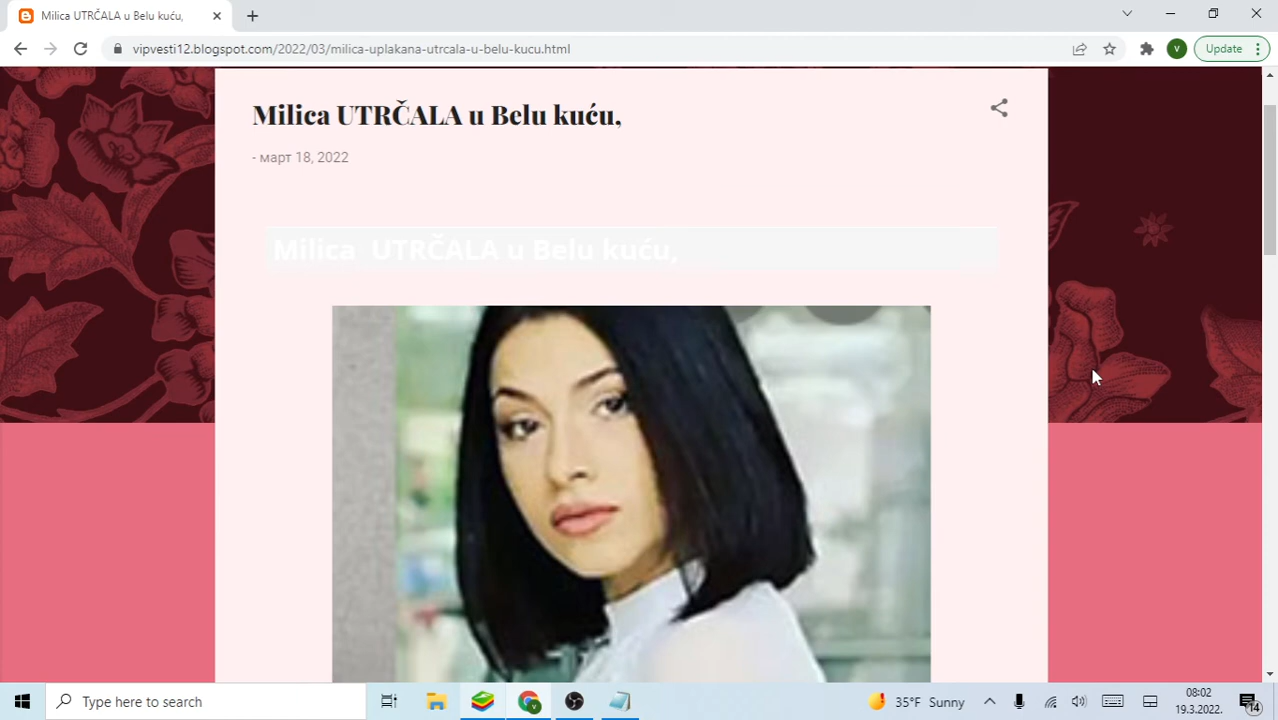 Milica UTRČALA u Belu kuću,
vipvesti12.blogspot.com/2022/03/milica-uplakana-utrcala-u-belu-kucu.html
V
Update
Milica UTRČALA u Belu kuću,
- март 18, 2022
Milica UTRČALA u Belu kuću,
Type here to search
V
35°F Sunny
08:02
19.3.2022.
14